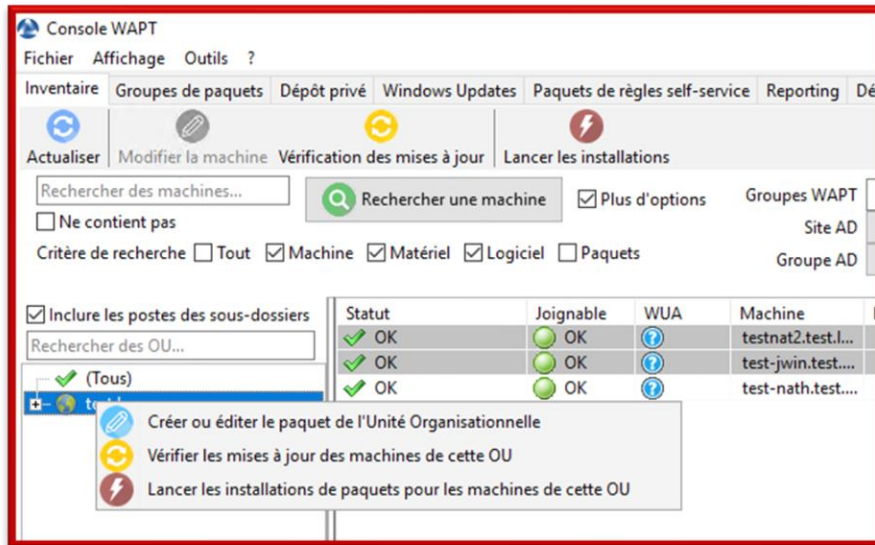 Console WAPT
Fichier Affichage Outils ?
Inventaire Groupes de paquets Dépôt privé Windows Updates Paquets de règles self-service Reporting Dé
Actualiser Modifier la machine Vérification des mises à jour Lancer les installations
Rechercher des machines... Rechercher une machine Plus d'options Groupes WAPT
Ne contient pas Site AD
Critère de recherche Tout Machine Matériel Logiciel Paquets Groupe AD
Inclure les postes des sous-dossiers Statut Joignable WUA Machine
Rechercher des OU... OK OK testnat2.test.l...
OK OK test-jwin.test....
(Tous) OK OK test-nath.test....
Créer ou éditer le paquet de l'Unité Organisationnelle
Vérifier les mises à jour des machines de cette OU
Lancer les installations de paquets pour les machines de cette OU